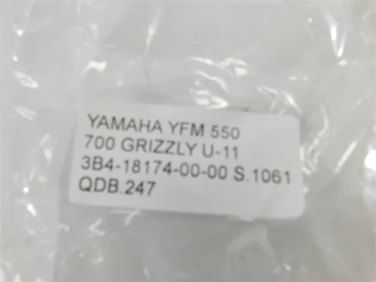 YAMAHA YFM 550
700 GRIZZLY U-11
3B4-18174-00-00 S.1061
QDB.247